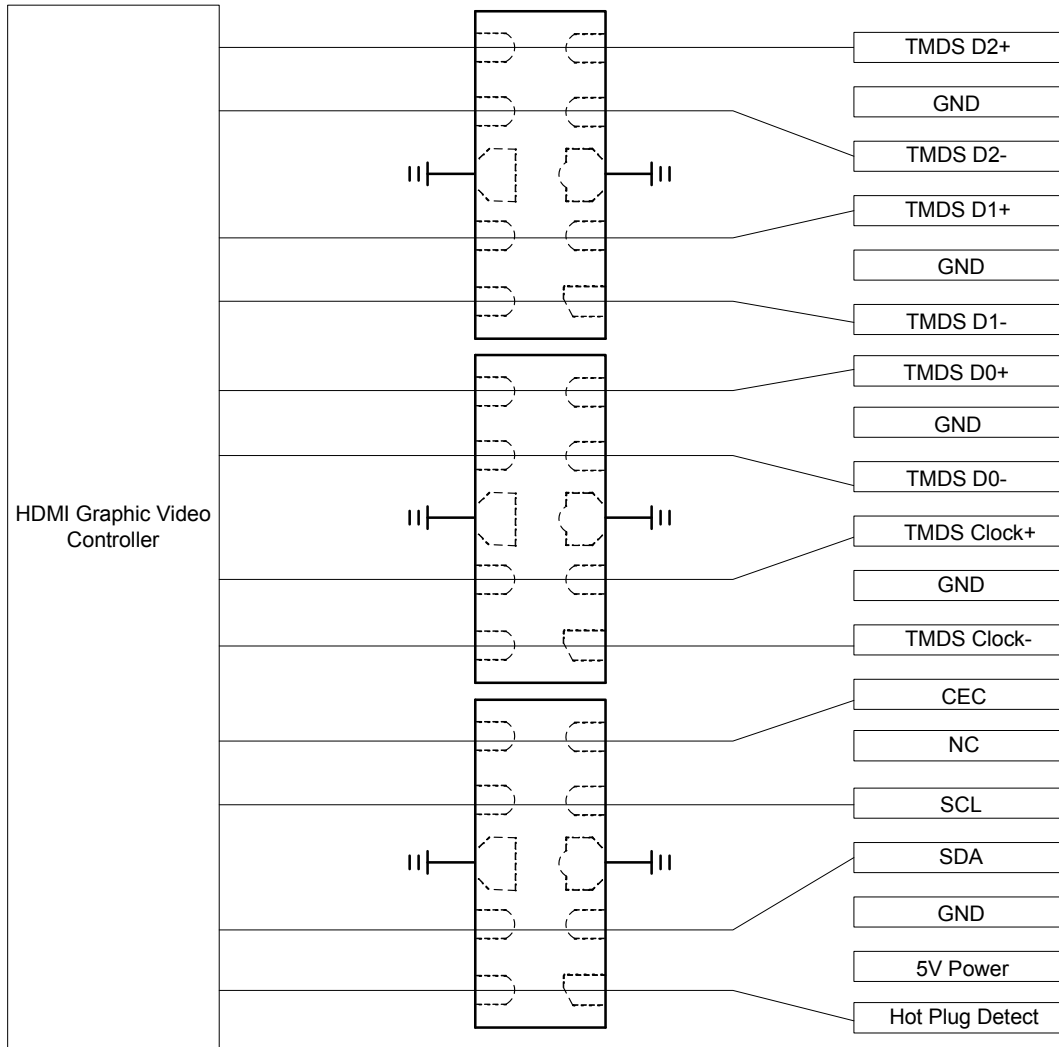 TMDS D2+
GND
TMDS D2-
TMDS D1+
GND
TMDS D1-
TMDS D0+
GND
TMDS D0-
HDMI Graphic Video
Controller
TMDS Clock+
GND
TMDS Clock-
CEC
NC
SCL
SDA
GND
5V Power
Hot Plug Detect